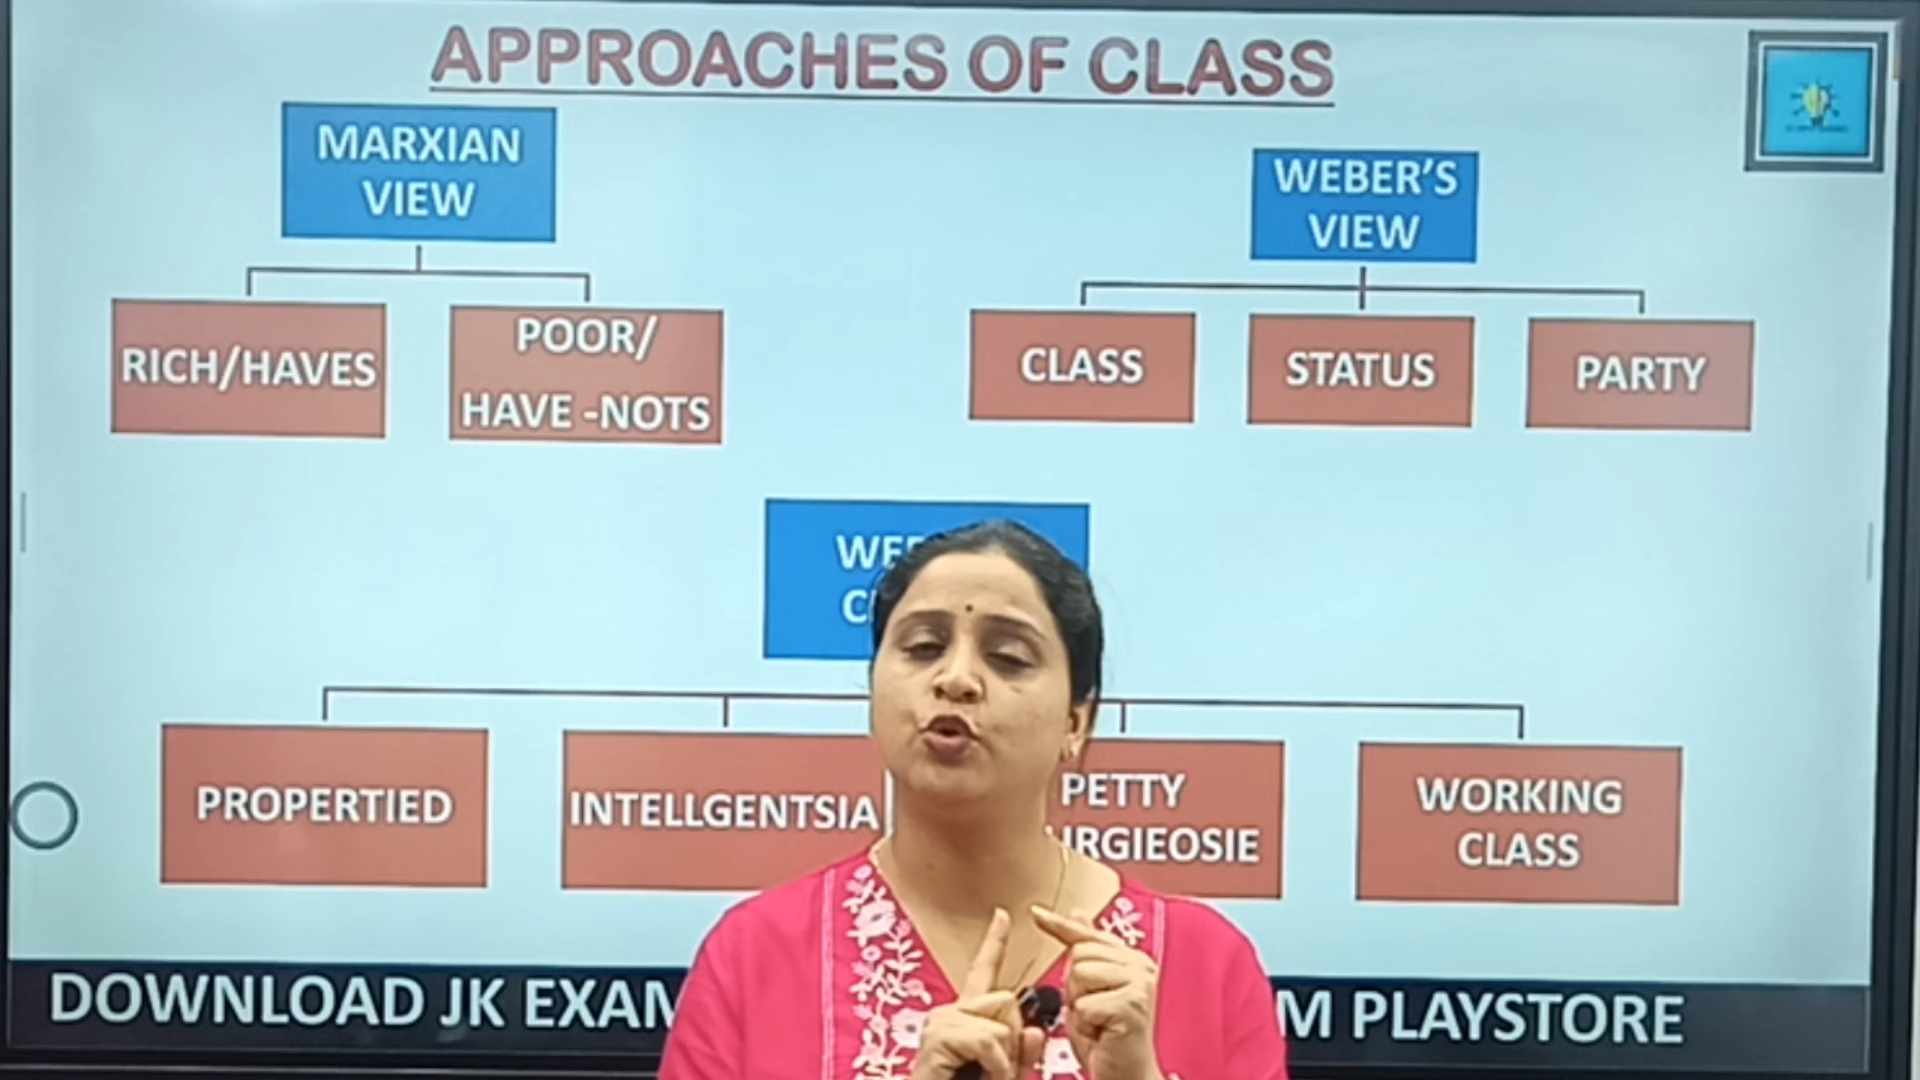 APPROACHES OF CLASS
MARXIAN
VIEW
WEBER'S
VIEW
RICH/HAVES
POOR/
HAVE -NOTS
CLASS
STATUS
PARTY
PROPERTIED
INTELLGENTSIA
PETTY
WORKING
CLASS
DOWNLOAD JK EXAM
PLAYSTORE